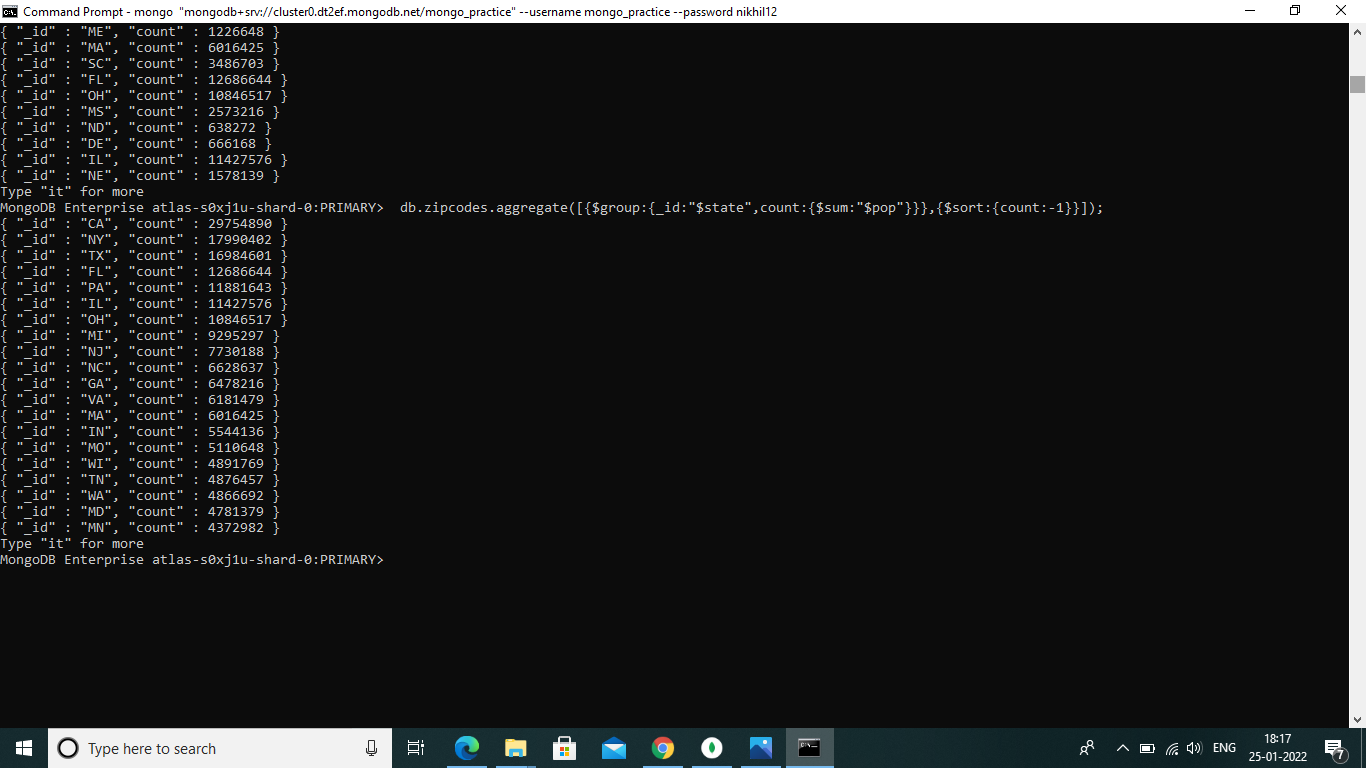 Command Prompt - mongo "mongodb+srv://cluster0.dt2ef.mongodb.net/mongo_practice" --username mongo_practice --password nikhil12
{ "_id" : "ME", "count" : 1226648 }
{ "_id" : "MA", "count" : 6016425 }
{ "_id" : "SC", "count" : 3486703 }
{ "_id" : "FL", "count" : 12686644 }
{ "_id" : "OH", "count" : 10846517 }
{ "_id" : "MS", "count" : 2573216 }
{ "_id" : "ND", "count" : 638272 }
{ "_id" : "DE", "count" : 666168 }
{ "_id" : "IL", "count" : 11427576 }
{ "_id" : "NE", "count" : 1578139 }
Type "it" for more
MongoDB Enterprise atlas-s0xj1u-shard-0:PRIMARY>  db.zipcodes.aggregate([{$group:{_id:"$state",count:{$sum:"$pop"}}},{$sort:{count:-1}}]);
{ "_id" : "CA", "count" : 29754890 }
{ "_id" : "NY", "count" : 17990402 }
{ "_id" : "TX", "count" : 16984601 }
{ "_id" : "FL", "count" : 12686644 }
{ "_id" : "PA", "count" : 11881643 }
{ "_id" : "IL", "count" : 11427576 }
{ "_id" : "OH", "count" : 10846517 }
{ "_id" : "MI", "count" : 9295297 }
{ "_id" : "NJ", "count" : 7730188 }
{ "_id" : "NC", "count" : 6628637 }
{ "_id" : "GA", "count" : 6478216 }
{ "_id" : "VA", "count" : 6181479 }
{ "_id" : "MA", "count" : 6016425 }
{ "_id" : "IN", "count" : 5544136 }
{ "_id" : "MO", "count" : 5110648 }
{ "_id" : "WI", "count" : 4891769 }
{ "_id" : "TN", "count" : 4876457 }
{ "_id" : "WA", "count" : 4866692 }
{ "_id" : "MD", "count" : 4781379 }
{ "_id" : "MN", "count" : 4372982 }
Type "it" for more
MongoDB Enterprise atlas-s0xj1u-shard-0:PRIMARY>
Type here to search
ENG
18:17
25-01-2022
7